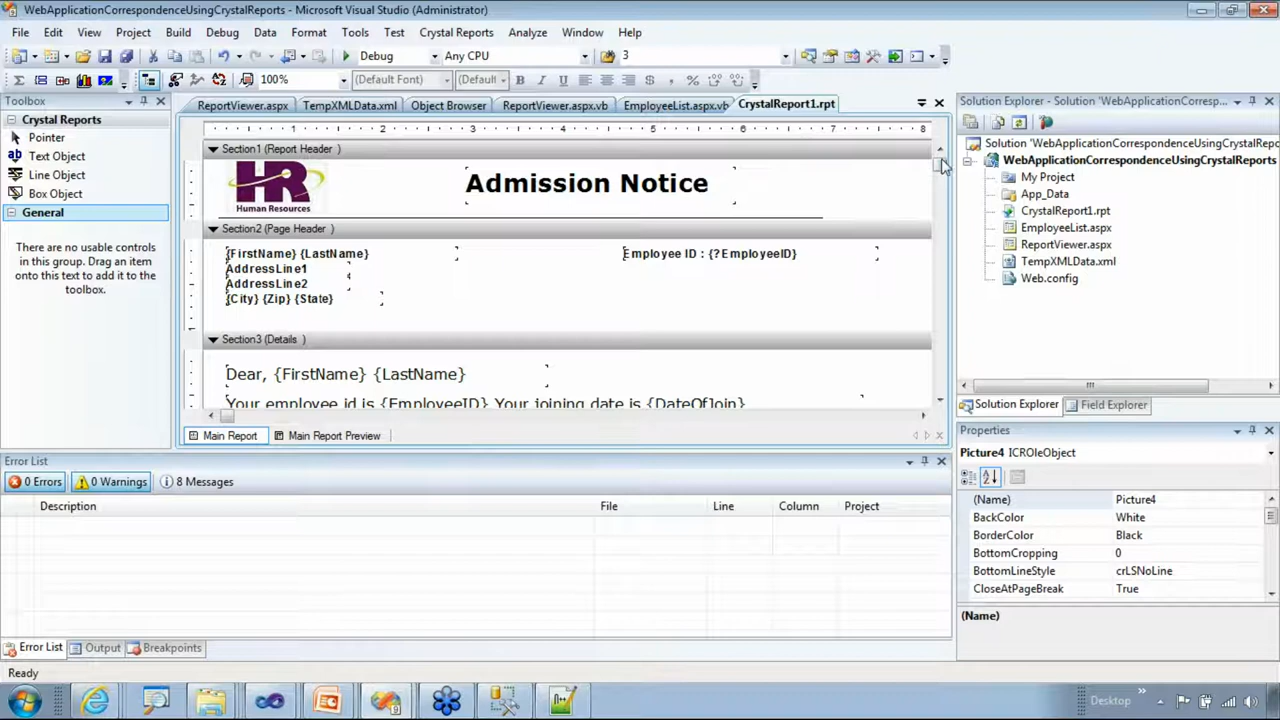 WebApplicationCorrespondenceUsingCrystalReports - Microsoft Visual Studio (Administrator)
File Edit View Project Build Debug Data Format Tools Test Crystal Reports Analyze Window Help
Debug Any CPU 3
100% (Default Font) (Defaul
Toolbox
Crystal Reports
Pointer
Text Object
Line Object
Box Object
General
There are no usable controls
in this group. Drag an item
onto this text to add it to the
toolbox.
ReportViewer.aspx TempXMLData.xml Object Browser ReportViewer.aspx.vb EmployeeList.aspx.vb CrystalReport1.rpt
1 2 3 4 5 6 7 8
Section1 (Report Header )
HR
Human Resources
Admission Notice
Section2 (Page Header )
{FirstName} {LastName} Employee ID : {?EmployeeID}
AddressLine1
AddressLine2
{City} {Zip} {State}
Section3 (Details )
Dear, {FirstName} {LastName}
Your employee id is {EmployeeID} Your joining date is {DateOfJoin}
Main Report Main Report Preview
Solution Explorer - Solution 'WebApplicationCorresp...
Solution 'WebApplicationCorrespondenceUsingCrystalRepo
WebApplicationCorrespondenceUsingCrystalReports
My Project
App_Data
CrystalReport1.rpt
EmployeeList.aspx
ReportViewer.aspx
TempXMLData.xml
Web.config
Solution Explorer Field Explorer
Properties
Picture4 ICROleObject
(Name) Picture4
BackColor White
BorderColor Black
BottomCropping 0
BottomLineStyle crLSNoLine
CloseAtPageBreak True
(Name)
Error List
0 Errors 0 Warnings 8 Messages
Description File Line Column Project
Error List Output Breakpoints
Ready
Desktop